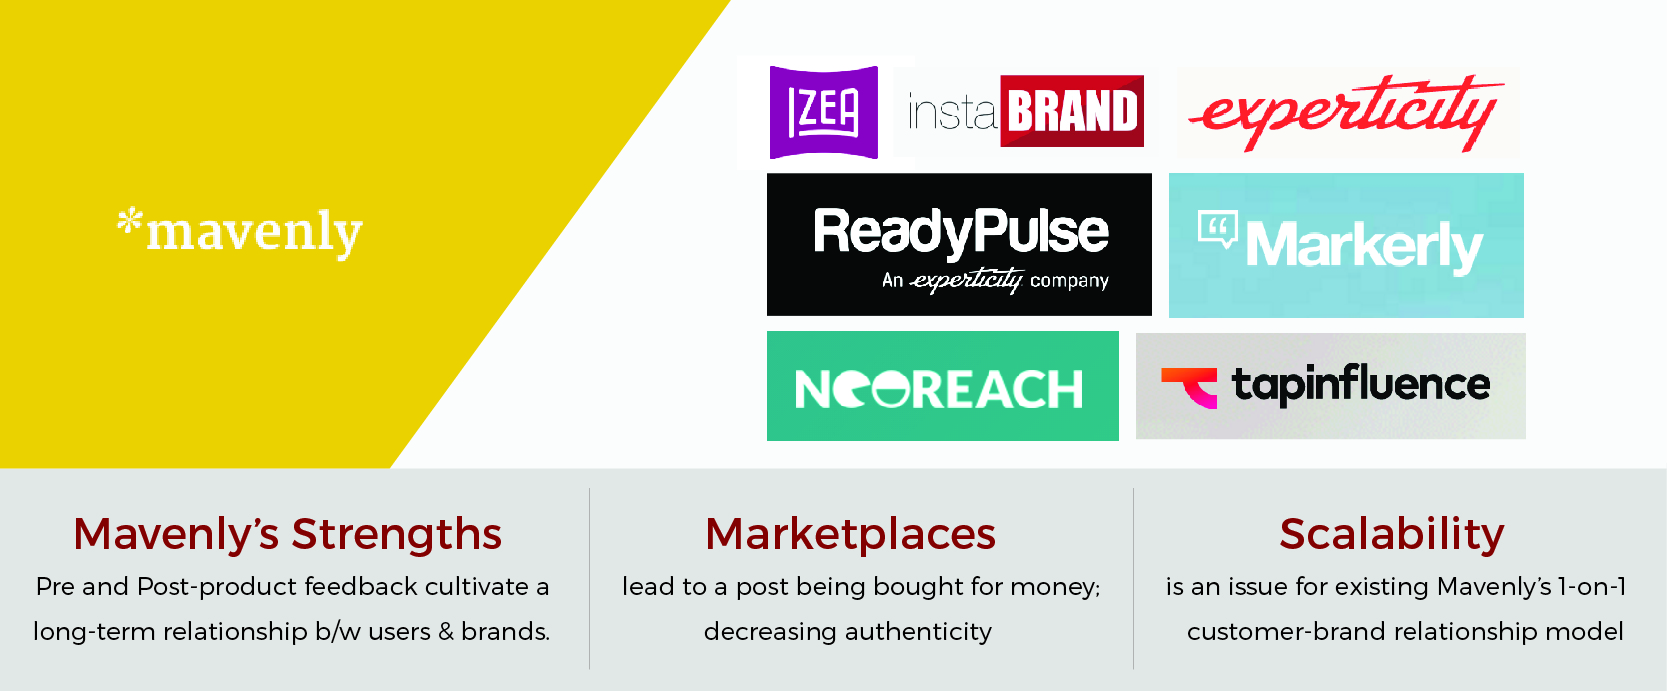 *mavenly
IZEA
instaBRAND
experticity
ReadyPulse
An experticity company
“ Markerly
NEOREACH
tapinfluence
Mavenly’s Strengths
Pre and Post-product feedback cultivate a
long-term relationship b/w users & brands.
Marketplaces
lead to a post being bought for money;
decreasing authenticity
Scalability
is an issue for existing Mavenly’s 1-on-1
customer-brand relationship model